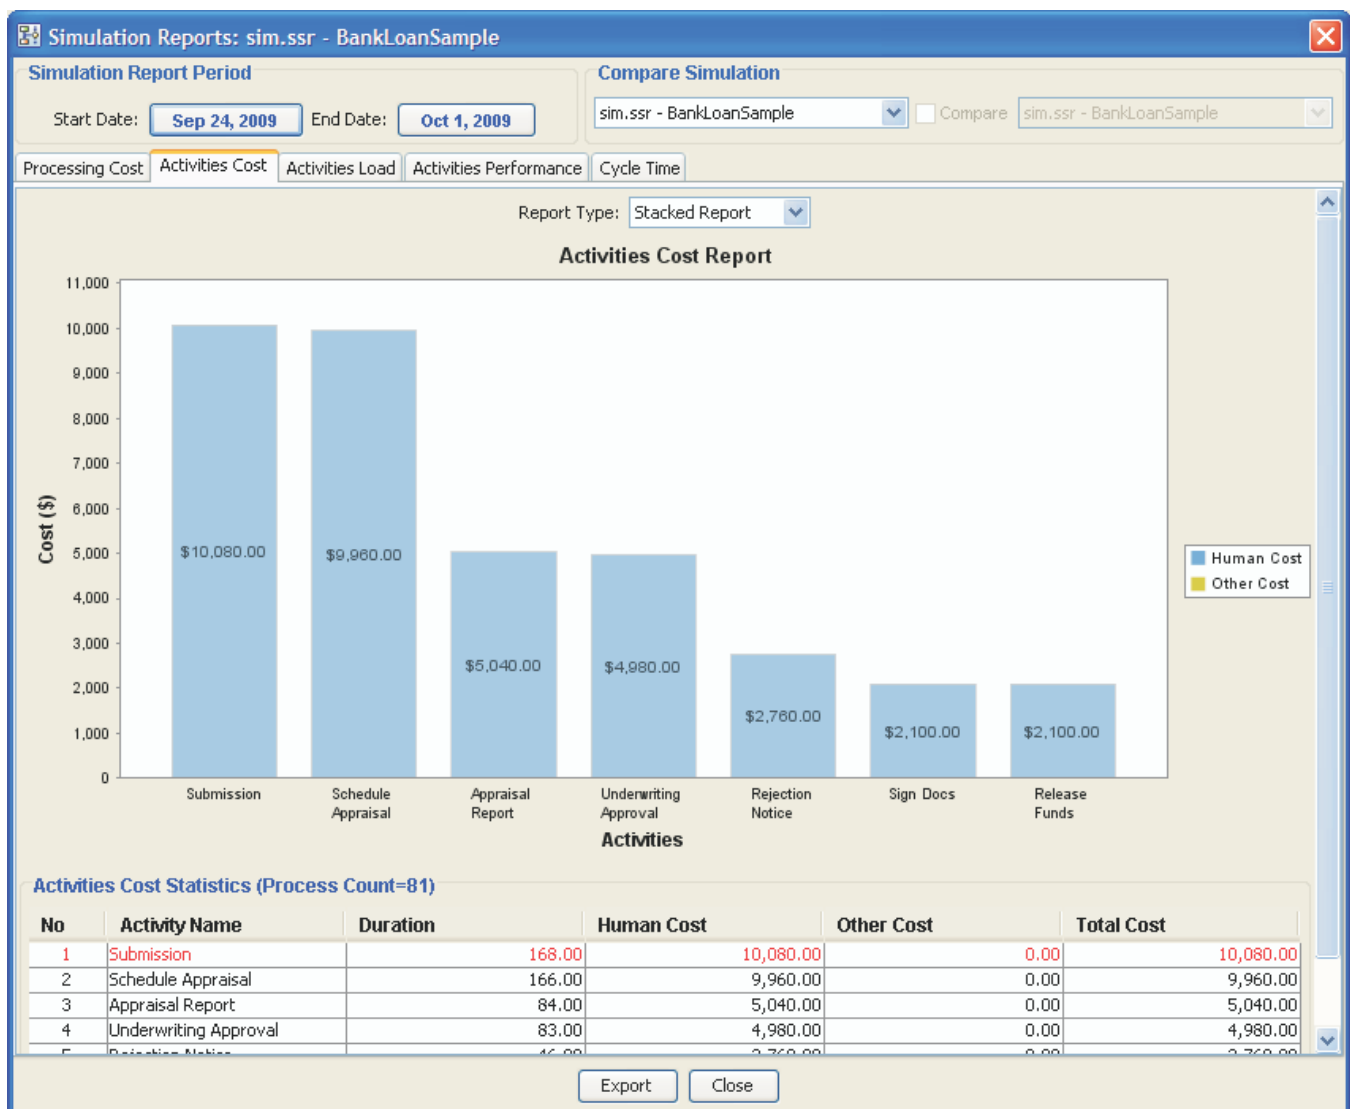 Simulation Reports: sim.ssr - BankLoanSample
Simulation Report Period
Compare Simulation
Start Date: Sep 24, 2009 End Date: Oct 1, 2009
sim.ssr - BankLoanSample Compare sim.ssr - BankLoanSample
Processing Cost Activities Cost Activities Load Activities Performance Cycle Time
Report Type: Stacked Report
Activities Cost Report
11,000
10,000
9,000
8,000
7,000
6,000
5,000
4,000
3,000
2,000
1,000
0
Cost ($)
$10,080.00
$9,960.00
$5,040.00
$4,980.00
$2,760.00
$2,100.00
$2,100.00
Human Cost
Other Cost
Submission
Schedule
Appraisal
Appraisal
Report
Underwriting
Approval
Rejection
Notice
Sign Docs
Release
Funds
Activities
Activities Cost Statistics (Process Count=81)
No Activity Name Duration Human Cost Other Cost Total Cost
1 Submission 168.00 10,080.00 0.00 10,080.00
2 Schedule Appraisal 166.00 9,960.00 0.00 9,960.00
3 Appraisal Report 84.00 5,040.00 0.00 5,040.00
4 Underwriting Approval 83.00 4,980.00 0.00 4,980.00
Export Close